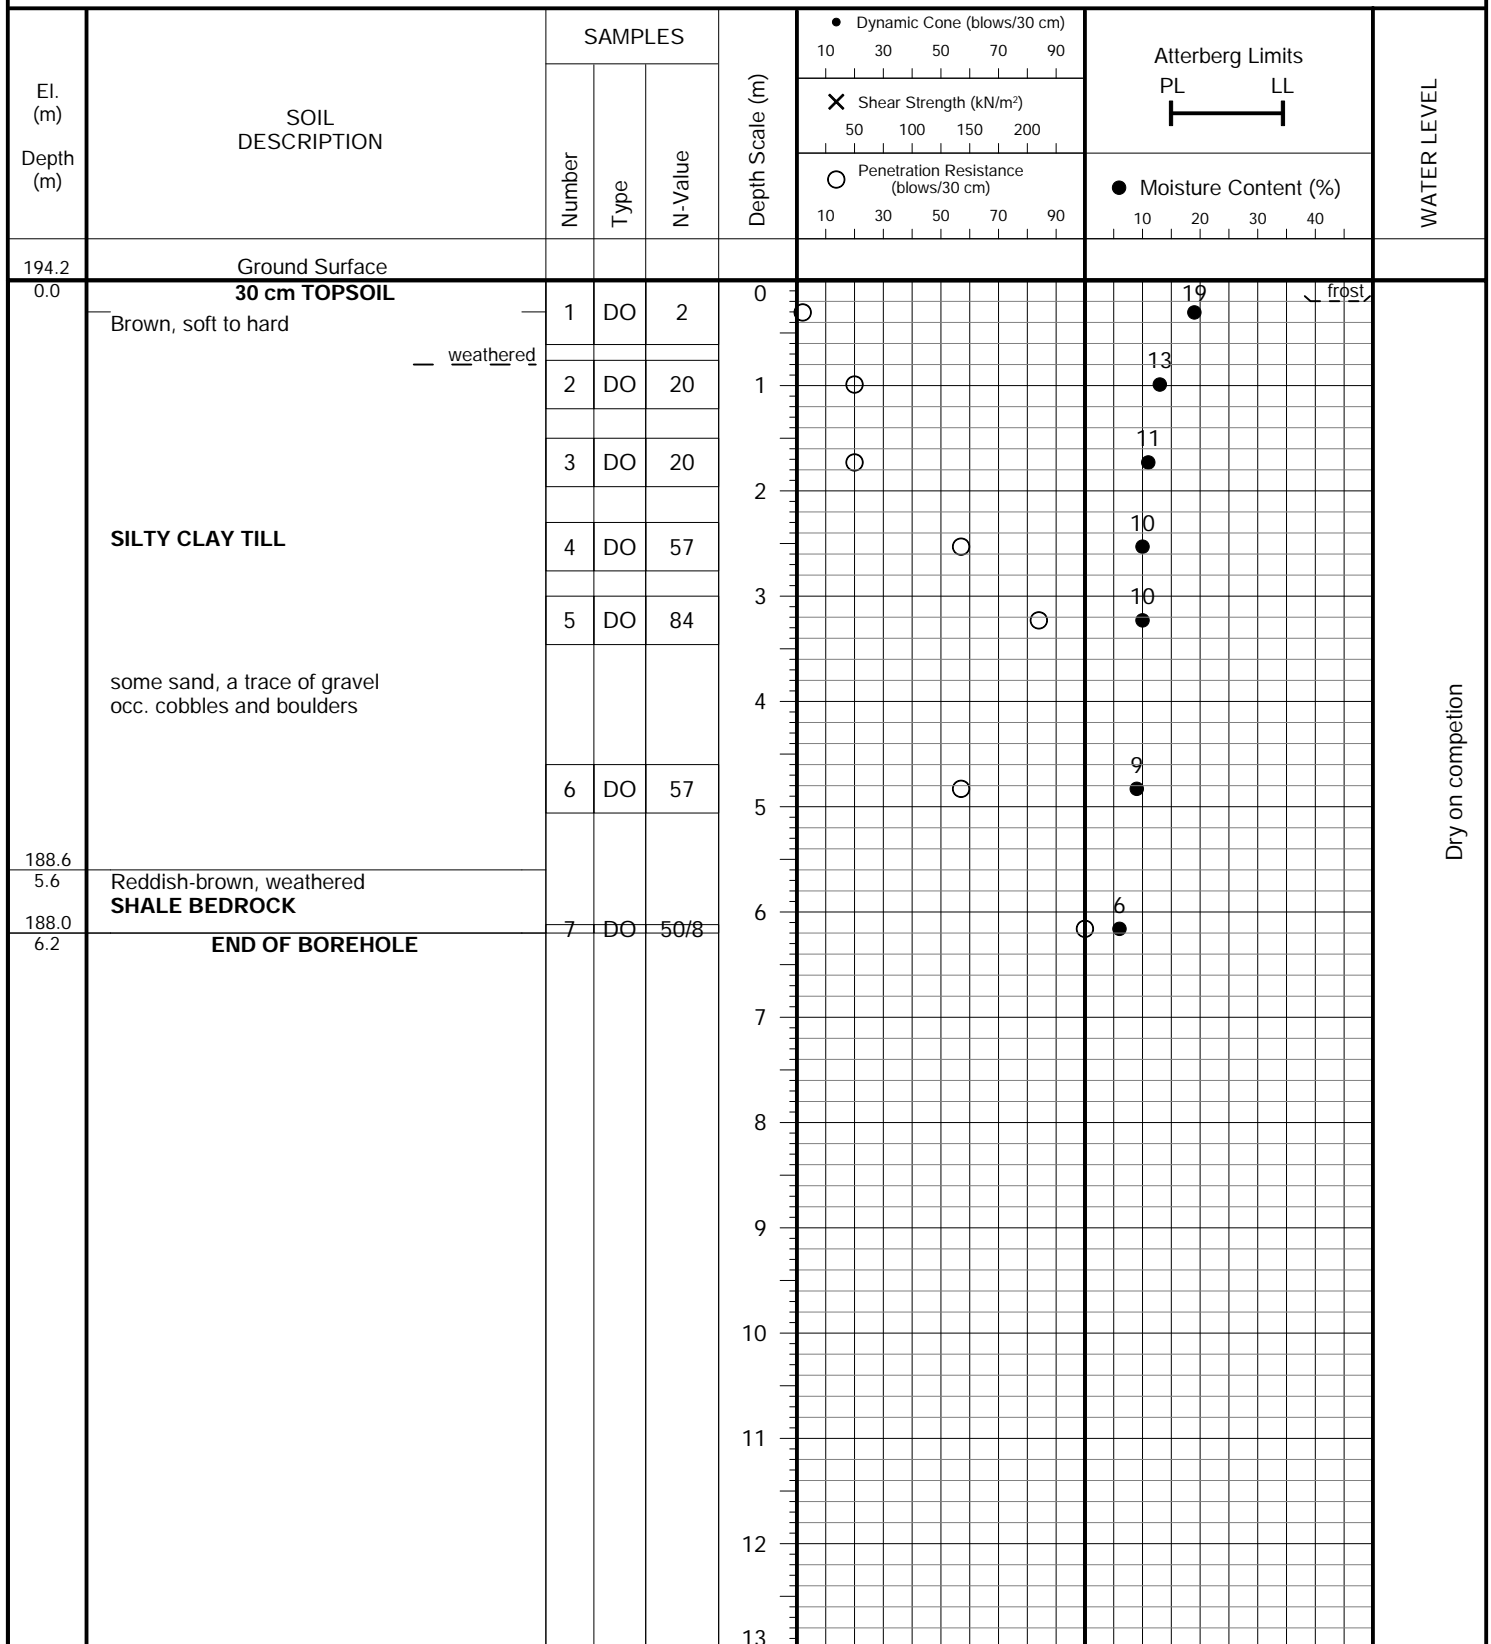 El.
(m)
Depth
(m)
SOIL
DESCRIPTION
SAMPLES
Number
Type
N-Value
Depth Scale (m)
Dynamic Cone (blows/30 cm)
10 30 50 70 90
Shear Strength (kN/m²)
50 100 150 200
Penetration Resistance
(blows/30 cm)
10 30 50 70 90
Atterberg Limits
PL LL
Moisture Content (%)
10 20 30 40
WATER LEVEL
194.2 Ground Surface
0.0 30 cm TOPSOIL 0 19 frost
Brown, soft to hard 1 DO 2
weathered 13
2 DO 20 1
11
3 DO 20
2
10
SILTY CLAY TILL 4 DO 57
3 10
5 DO 84
some sand, a trace of gravel
occ. cobbles and boulders 4
9
6 DO 57
5
Dry on competion
188.6
5.6 Reddish-brown, weathered
SHALE BEDROCK 6 6
188.0 7 DO 50/8
6.2 END OF BOREHOLE
7
8
9
10
11
12
13